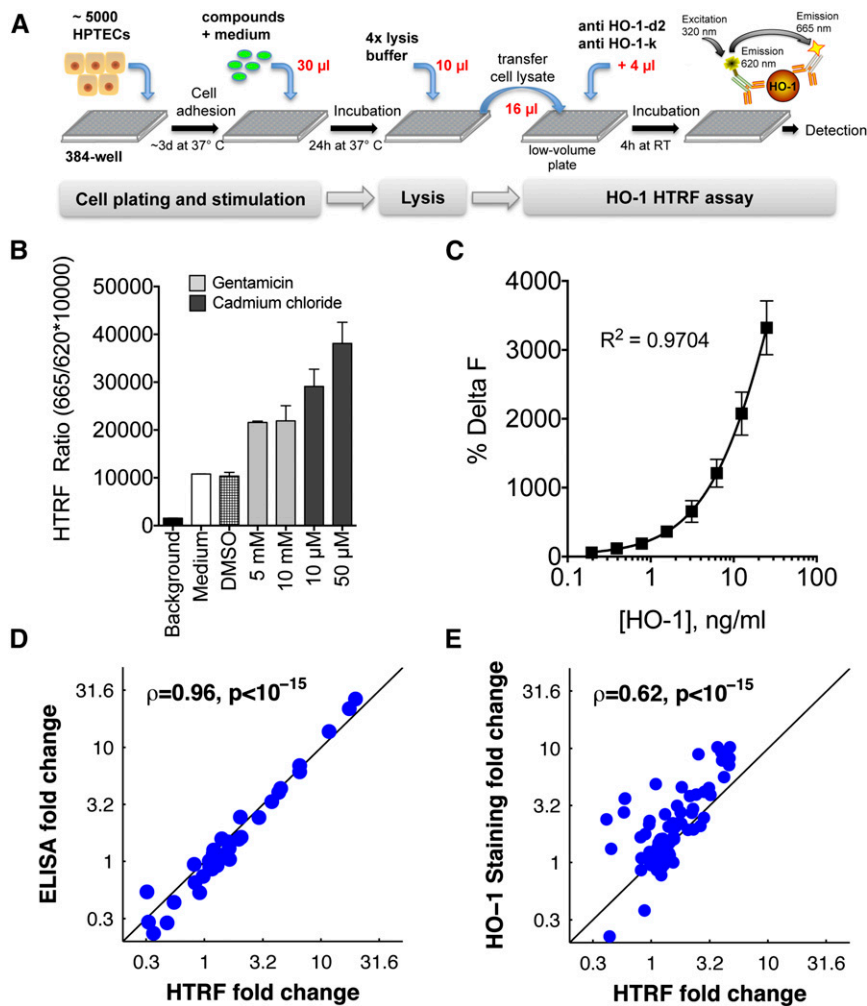 A
~ 5000
HPTECs
compounds
+ medium
30 µl
4x lysis
buffer
10 µl
transfer
cell lysate
16 µl
anti HO-1-d2
anti HO-1-k
+ 4 µl
Excitation
320 nm
Emission
665 nm
Emission
620 nm
HO-1
Cell
adhesion
~3d at 37° C
Incubation
24h at 37° C
Incubation
4h at RT
Detection
384-well
low-volume
plate
Cell plating and stimulation
Lysis
HO-1 HTRF assay
B
HTRF Ratio (665/620*10000)
50000
40000
30000
20000
10000
0
Gentamicin
Cadmium chloride
Background
Medium
DMSO
5 mM
10 mM
10 µM
50 µM
C
% Delta F
4000
3000
2000
1000
0
R² = 0.9704
0.1 1 10 100
[HO-1], ng/ml
D
ELISA fold change
31.6
10
3.2
1
0.3
ρ=0.96, p<10⁻¹⁵
0.3 1 3.2 10 31.6
HTRF fold change
E
HO−1 Staining fold change
31.6
10
3.2
1
0.3
ρ=0.62, p<10⁻¹⁵
0.3 1 3.2 10 31.6
HTRF fold change